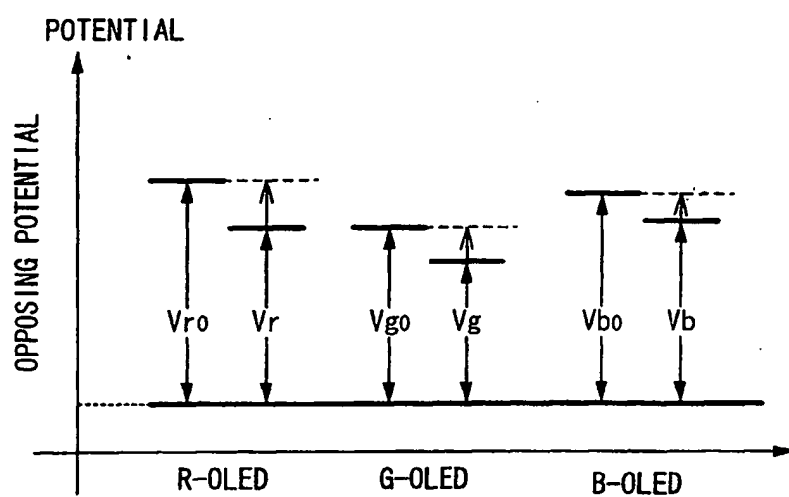 POTENTIAL
OPPOSING POTENTIAL
Vro Vr Vgo Vg Vbo Vb
R-OLED G-OLED B-OLED